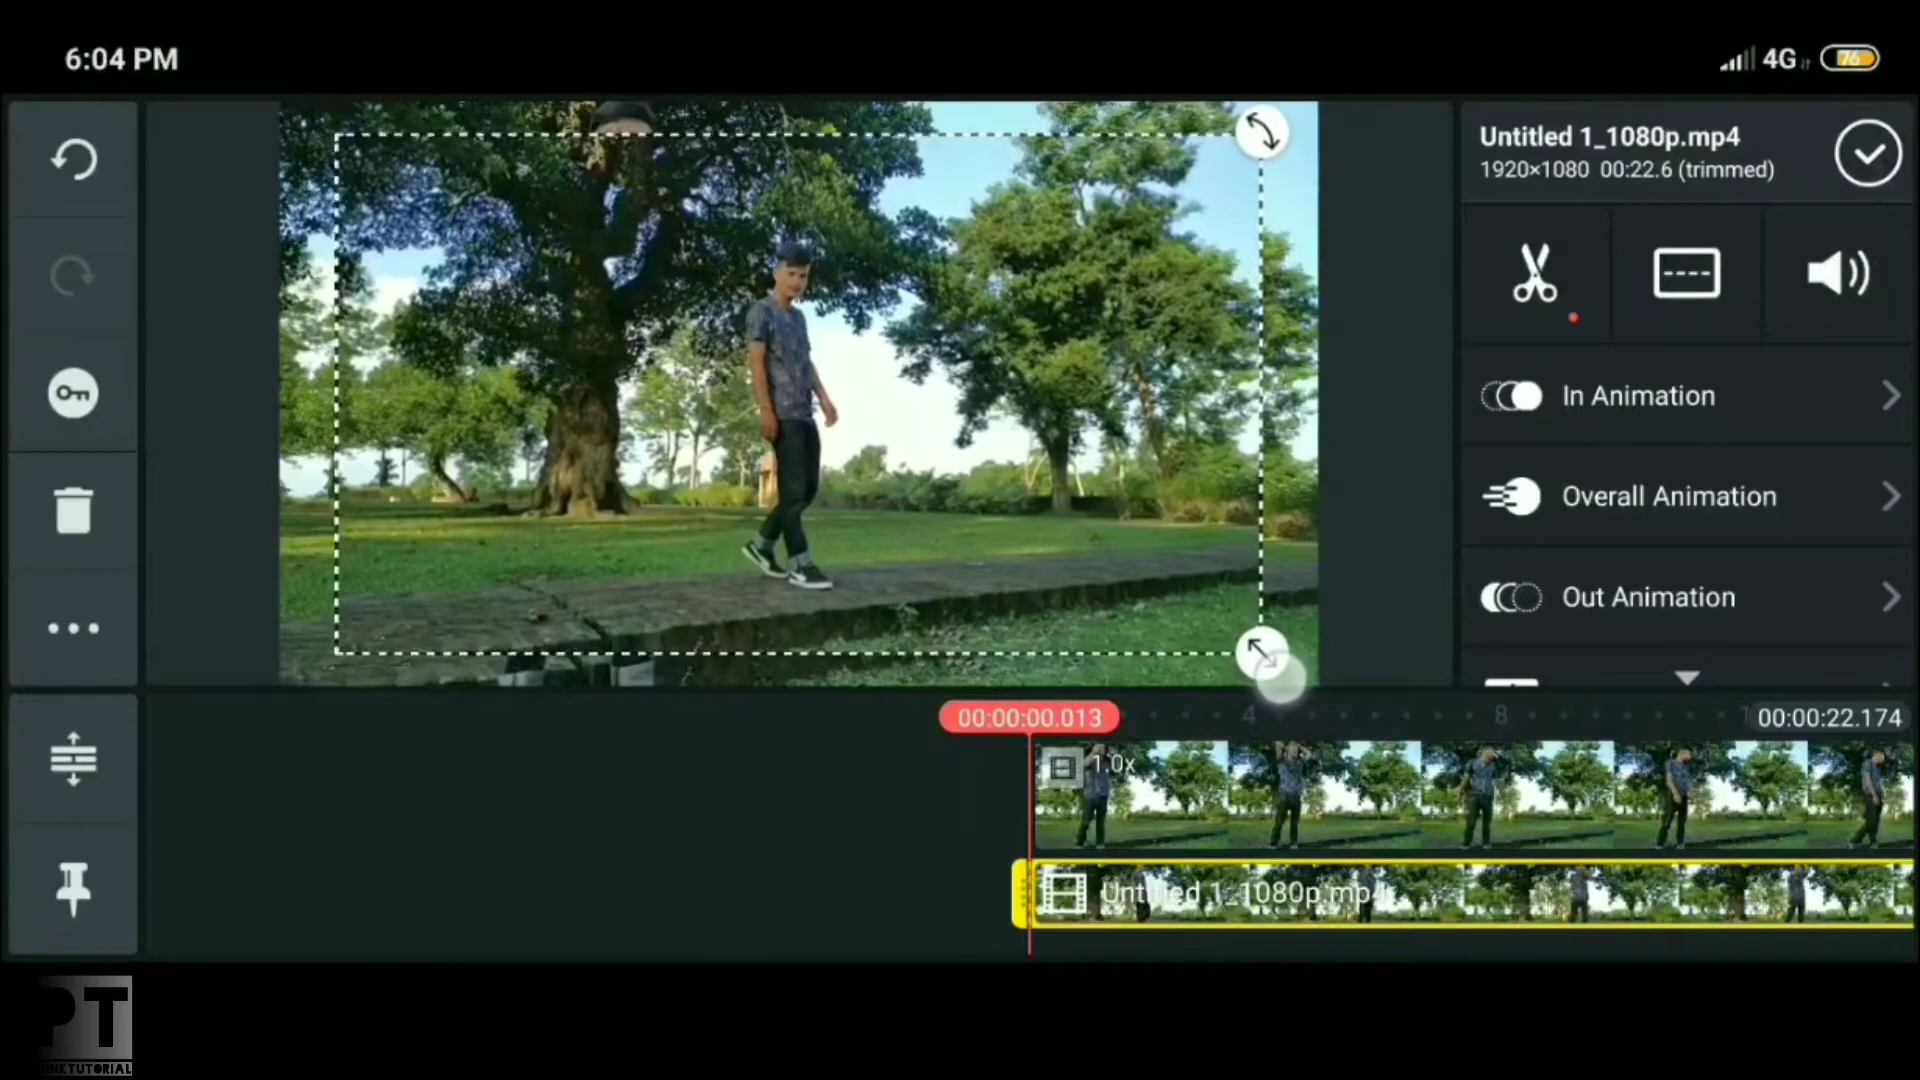 6:04 PM
4G
76
Untitled 1_1080p.mp4
1920×1080 00:22.6 (trimmed)
In Animation
Overall Animation
Out Animation
00:00:00.013
4
8
00:00:22.174
1.0x
Untitled 1_1080p.mp4
PT